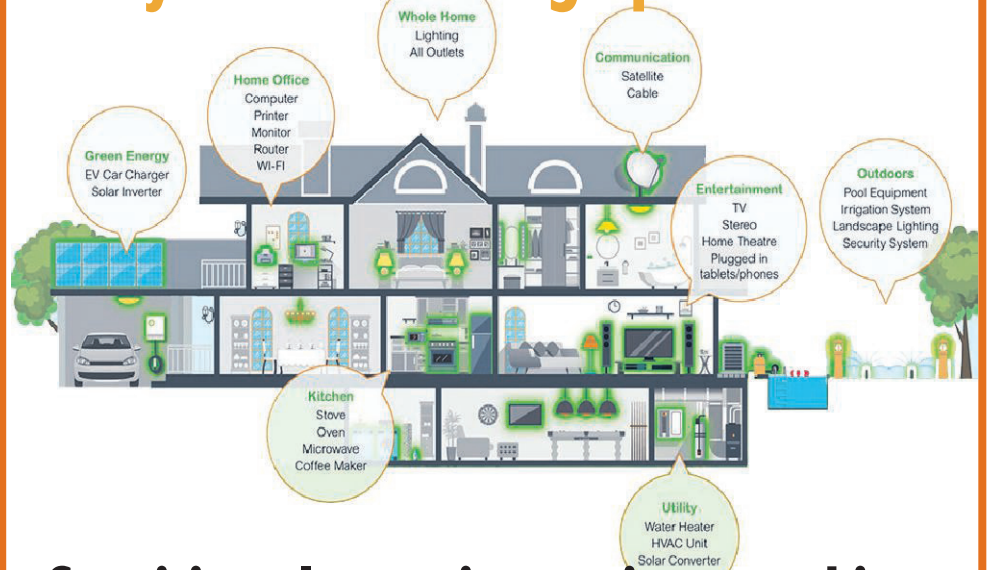 Whole Home
Lighting
All Outlets
Communication
Satellite
Cable
Home Office
Computer
Printer
Monitor
Router
WI-FI
Green Energy
EV Car Charger
Solar Inverter
Entertainment
TV
Stereo
Home Theatre
Plugged in
tablets/phones
Outdoors
Pool Equipment
Irrigation System
Landscape Lighting
Security System
Kitchen
Stove
Oven
Microwave
Coffee Maker
Utility
Water Heater
HVAC Unit
Solar Converter